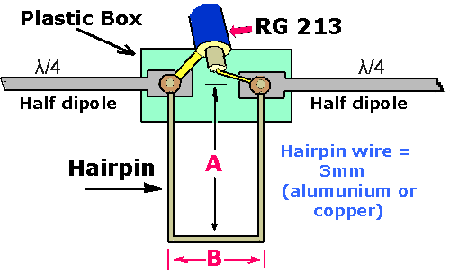 Plastic Box
RG 213
λ/4
λ/4
Half dipole
Half dipole
Hairpin
A
Hairpin wire =
3mm
(alumunium or
copper)
B